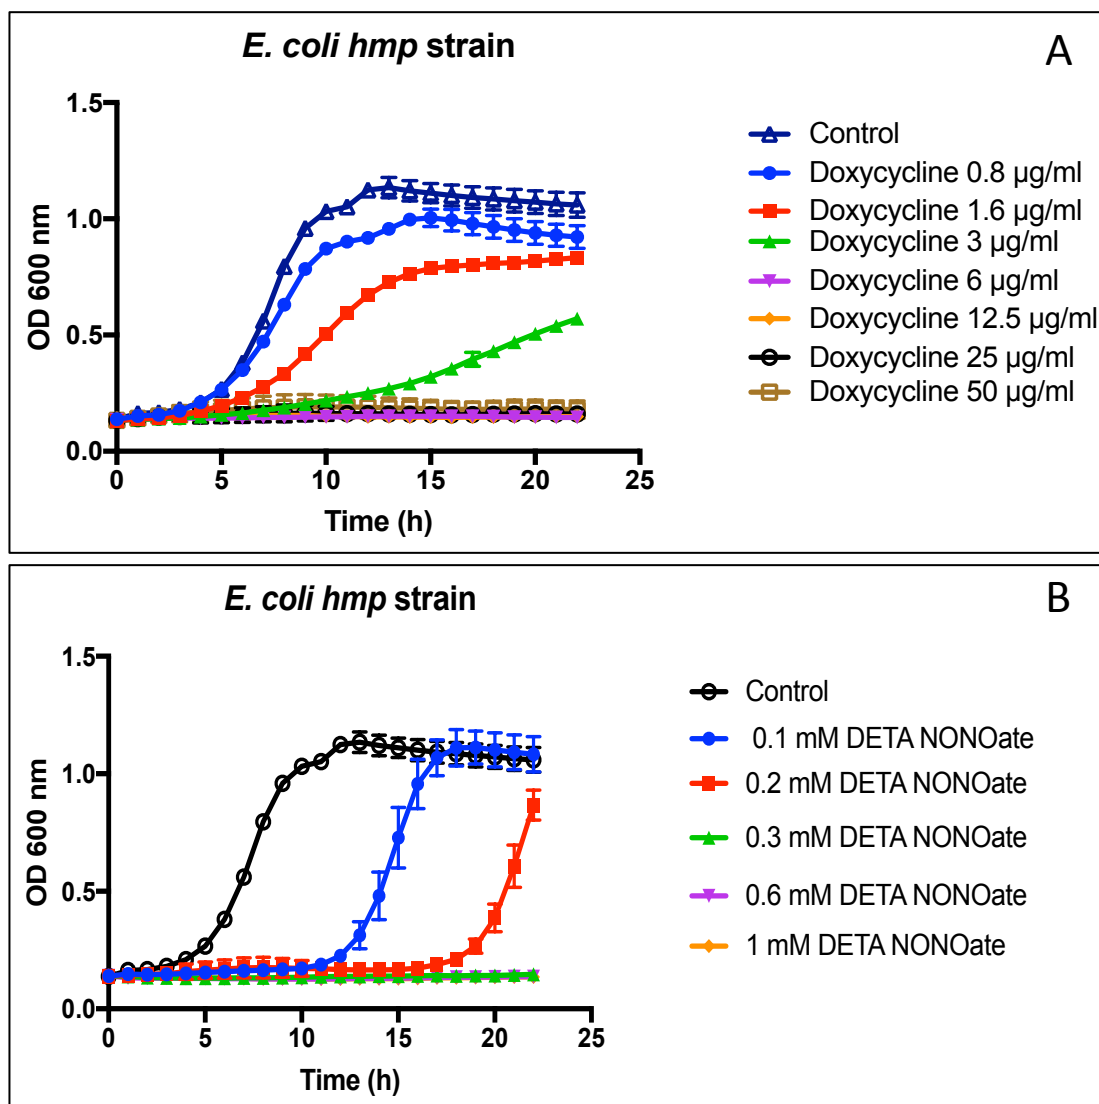 E. coli hmp strain
A
1.5
1.0
0.5
0.0
OD 600 nm
0 5 10 15 20 25
Time (h)
Control
Doxycycline 0.8 µg/ml
Doxycycline 1.6 µg/ml
Doxycycline 3 µg/ml
Doxycycline 6 µg/ml
Doxycycline 12.5 µg/ml
Doxycycline 25 µg/ml
Doxycycline 50 µg/ml
E. coli hmp strain
B
1.5
1.0
0.5
0.0
OD 600 nm
0 5 10 15 20 25
Time (h)
Control
0.1 mM DETA NONOate
0.2 mM DETA NONOate
0.3 mM DETA NONOate
0.6 mM DETA NONOate
1 mM DETA NONOate